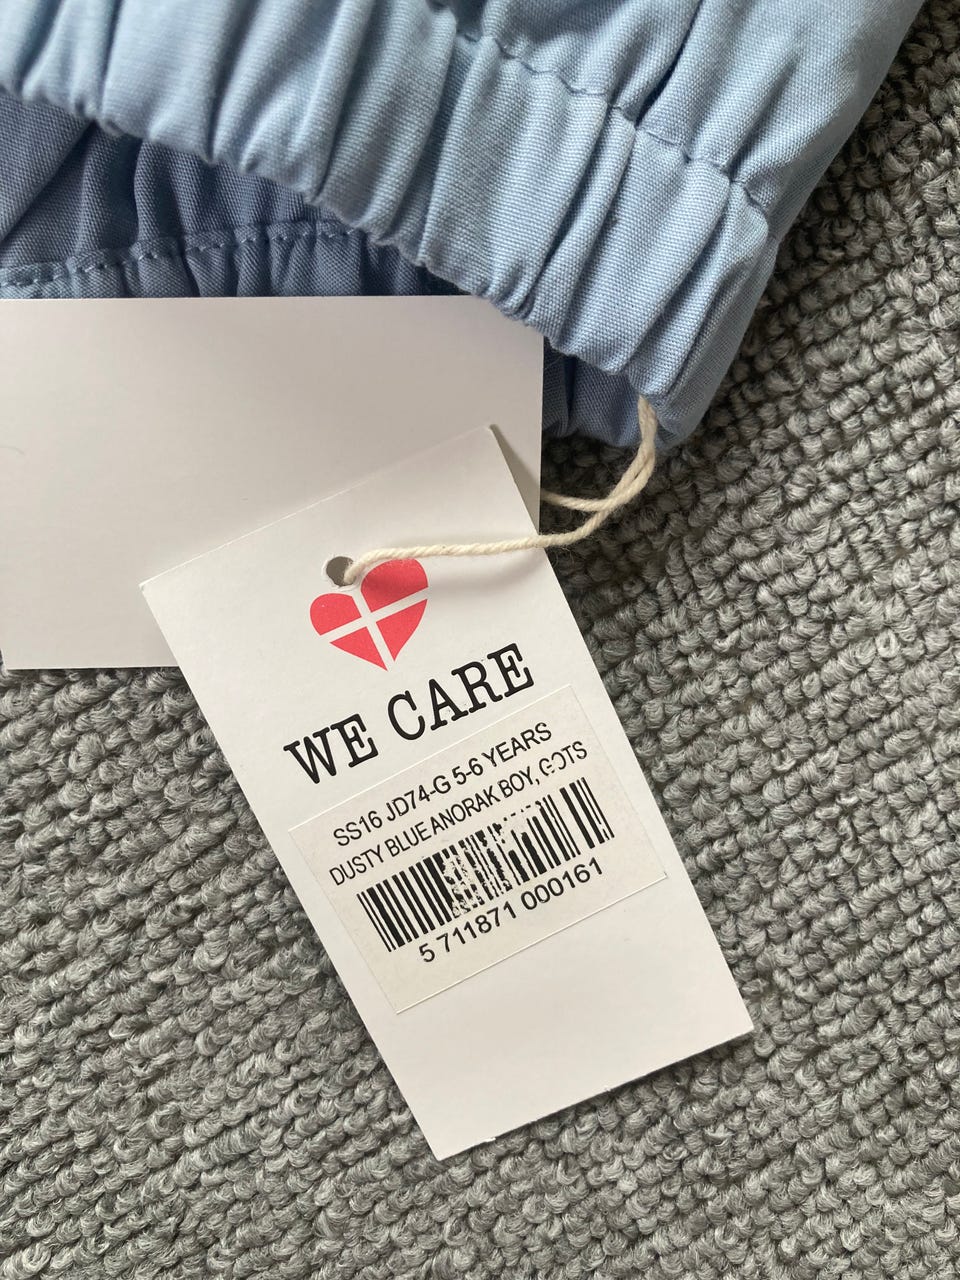 WE CARE
SS16 JD74-G 5-6 YEARS
DUSTY BLUE ANORAK BOY, GOTS
5 711871 000161